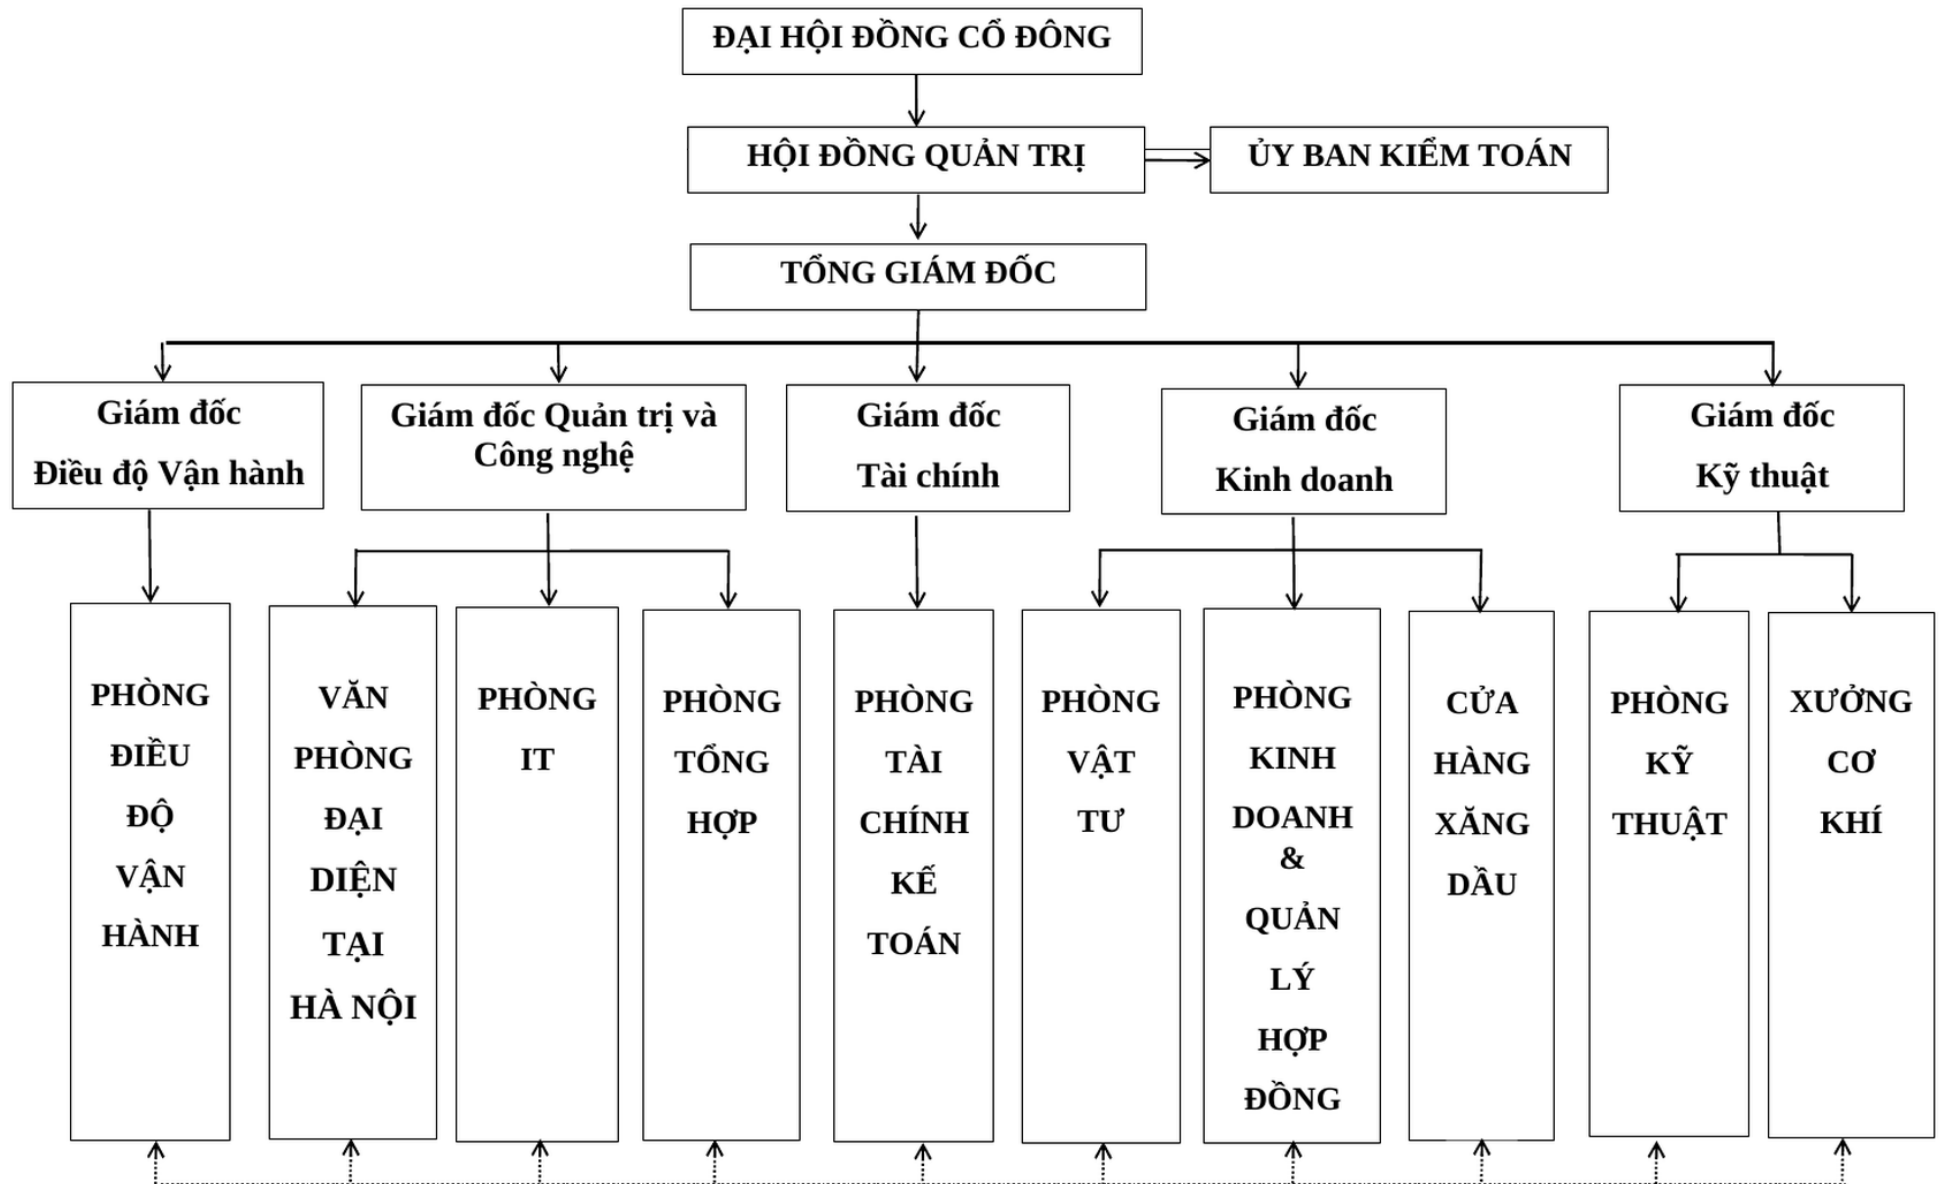 ĐẠI HỘI ĐỒNG CỔ ĐÔNG
HỘI ĐỒNG QUẢN TRỊ
ỦY BAN KIỂM TOÁN
TỔNG GIÁM ĐỐC
Giám đốc
Điều độ Vận hành
Giám đốc Quản trị và
Công nghệ
Giám đốc
Tài chính
Giám đốc
Kinh doanh
Giám đốc
Kỹ thuật
PHÒNG
ĐIỀU
ĐỘ
VẬN
HÀNH
VĂN
PHÒNG
ĐẠI
DIỆN
TẠI
HÀ NỘI
PHÒNG
IT
PHÒNG
TỔNG
HỢP
PHÒNG
TÀI
CHÍNH
KẾ
TOÁN
PHÒNG
VẬT
TƯ
PHÒNG
KINH
DOANH
&
QUẢN
LÝ
HỢP
ĐỒNG
CỬA
HÀNG
XĂNG
DẦU
PHÒNG
KỸ
THUẬT
XƯỞNG
CƠ
KHÍ